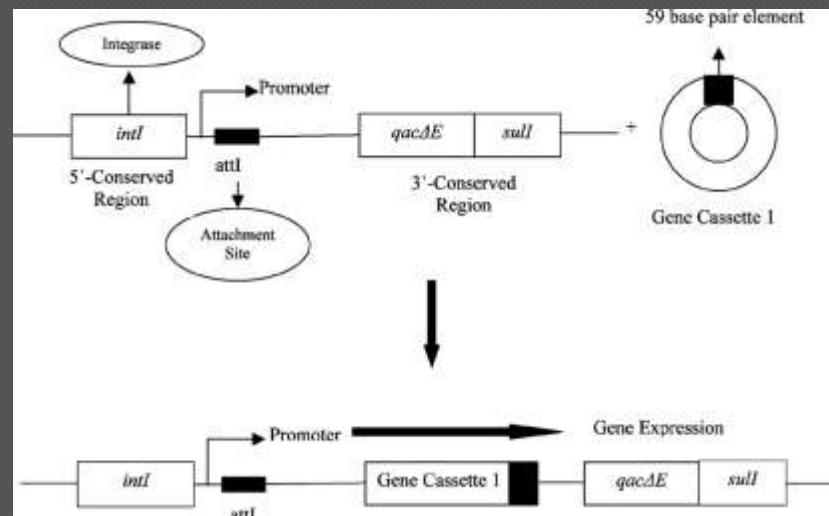 59 base pair element
Integrase
Promoter
intI
qacΔE
sulI
+
attI
5'-Conserved
Region
3'-Conserved
Region
Gene Cassette 1
Attachment
Site
Promoter
Gene Expression
intI
Gene Cassette 1
qacΔE
sulI
attI